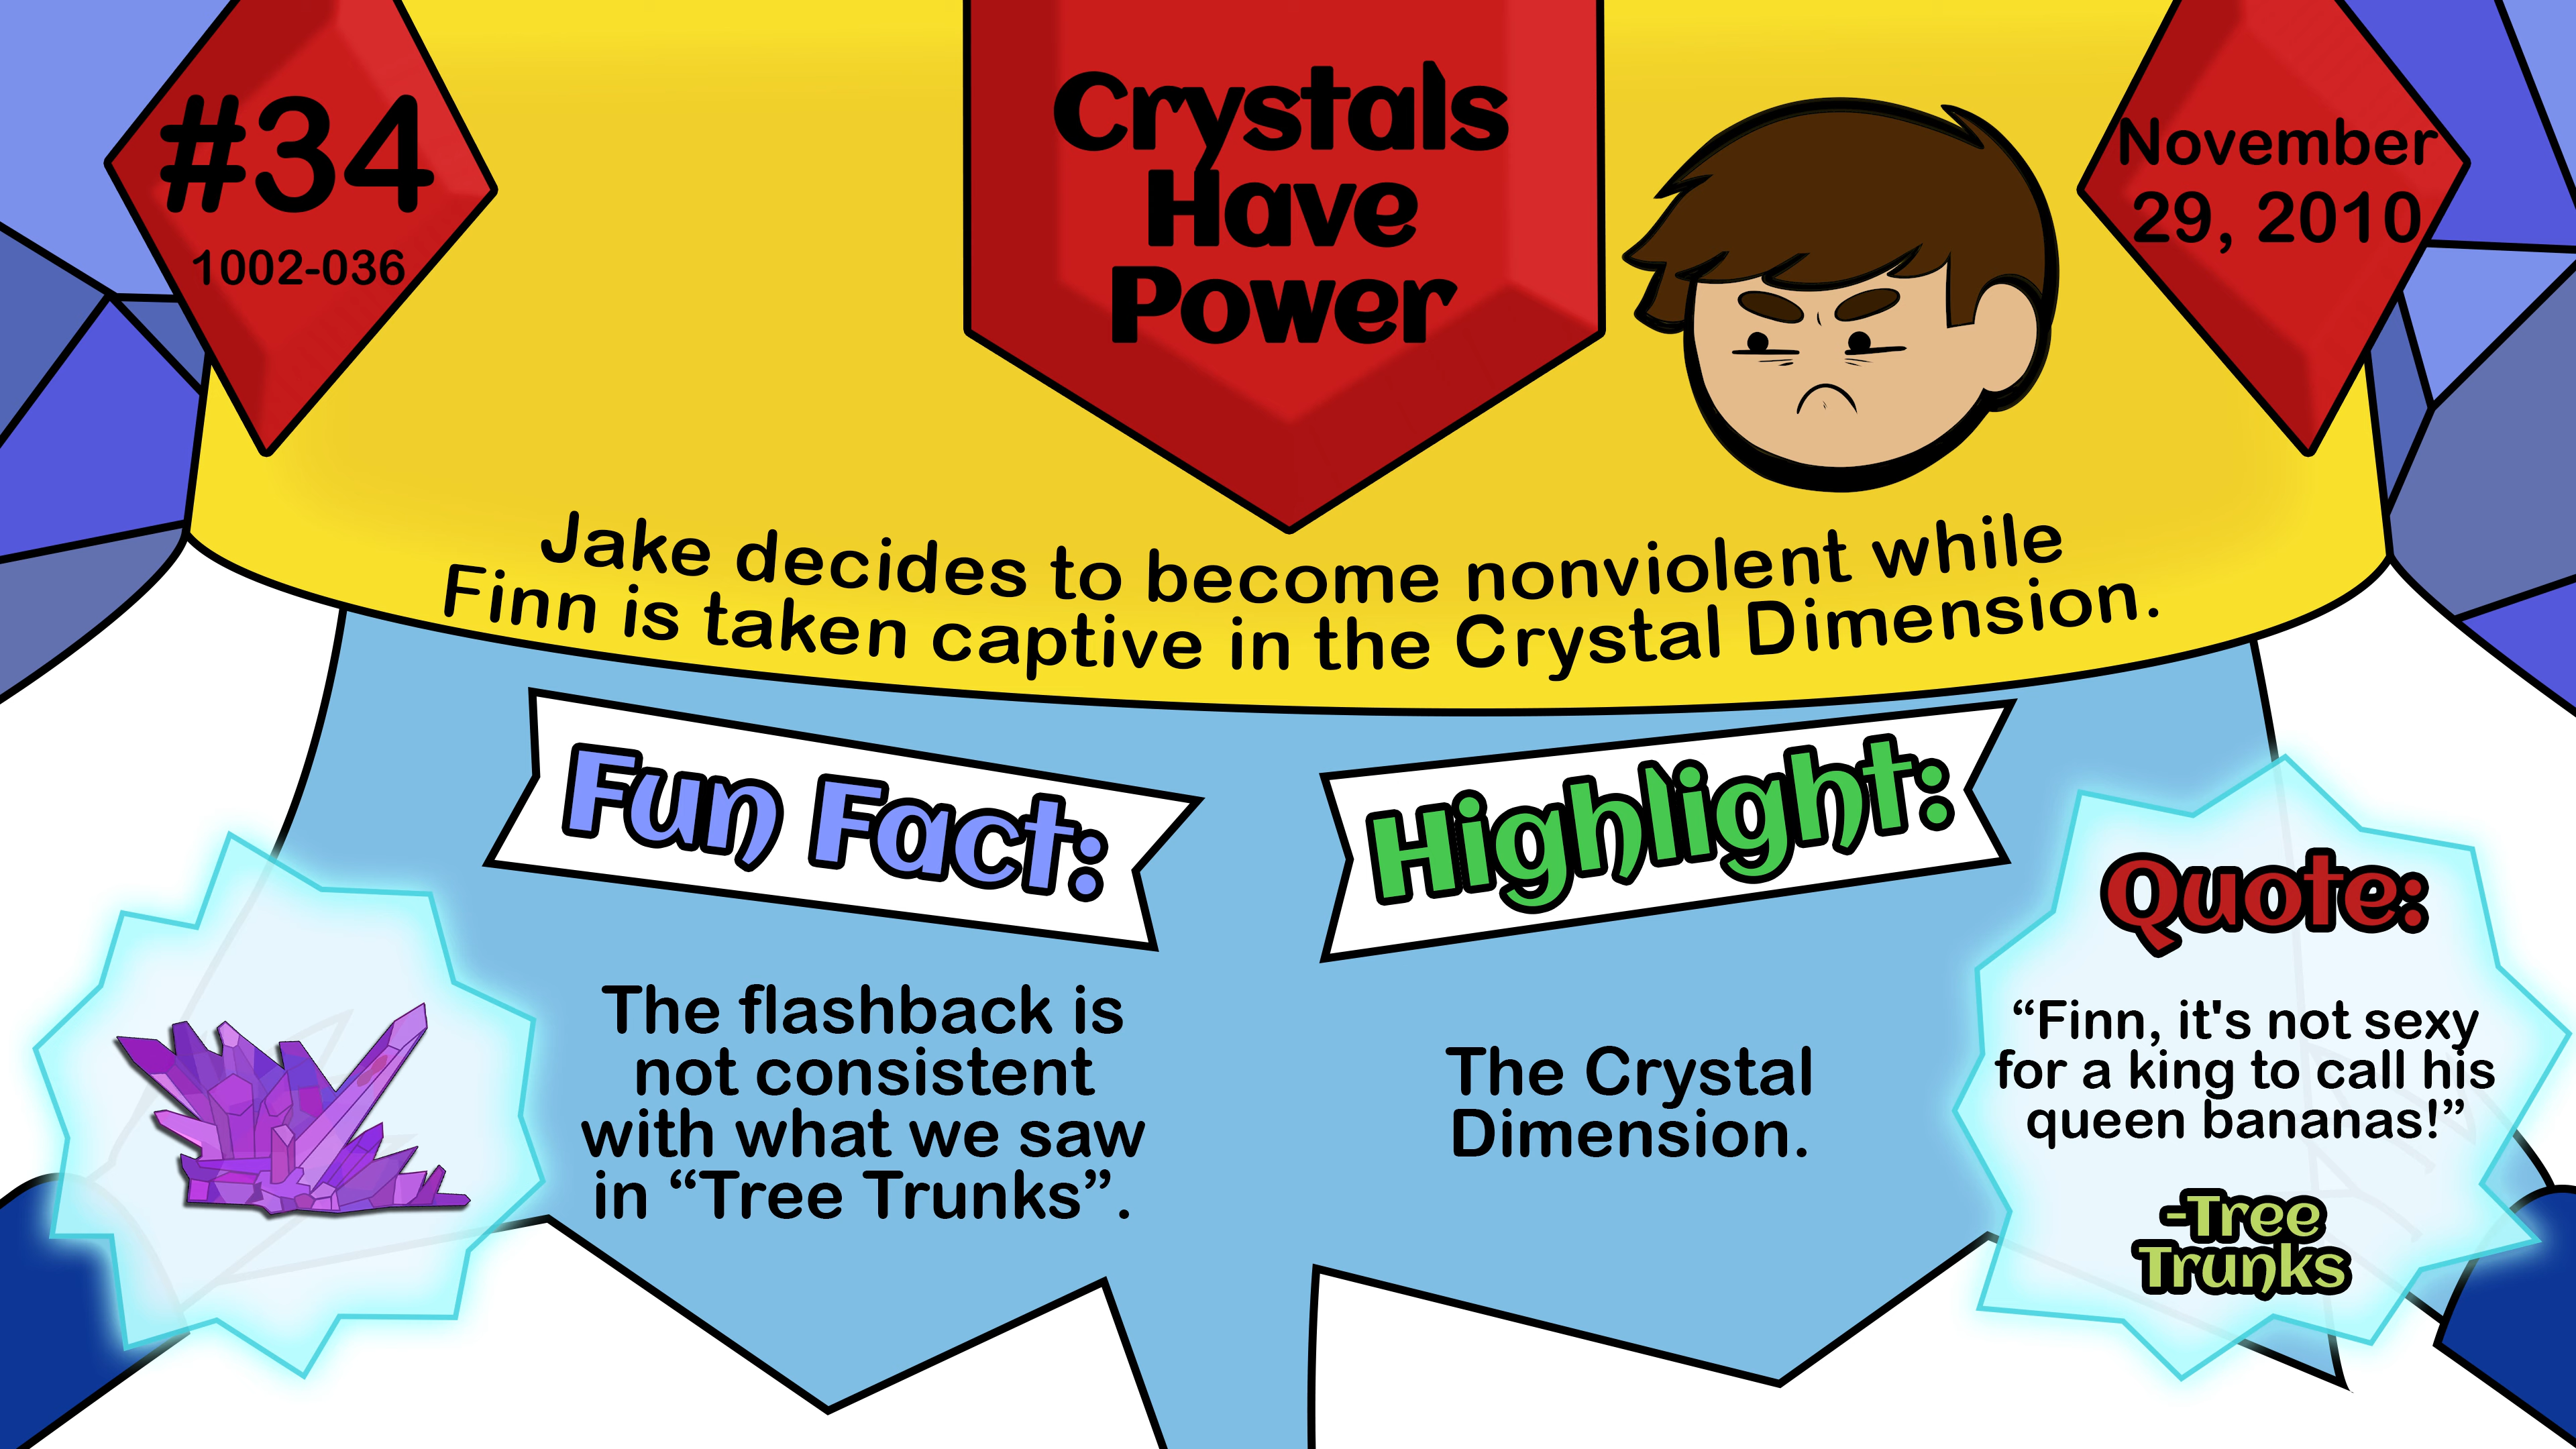 #34
1002-036
Crystals
Have
Power
November
29, 2010
Jake decides to become nonviolent while
Finn is taken captive in the Crystal Dimension.
Fun Fact:
The flashback is
not consistent
with what we saw
in “Tree Trunks”.
Highlight:
The Crystal
Dimension.
Quote:
“Finn, it's not sexy
for a king to call his
queen bananas!”
-Tree
Trunks